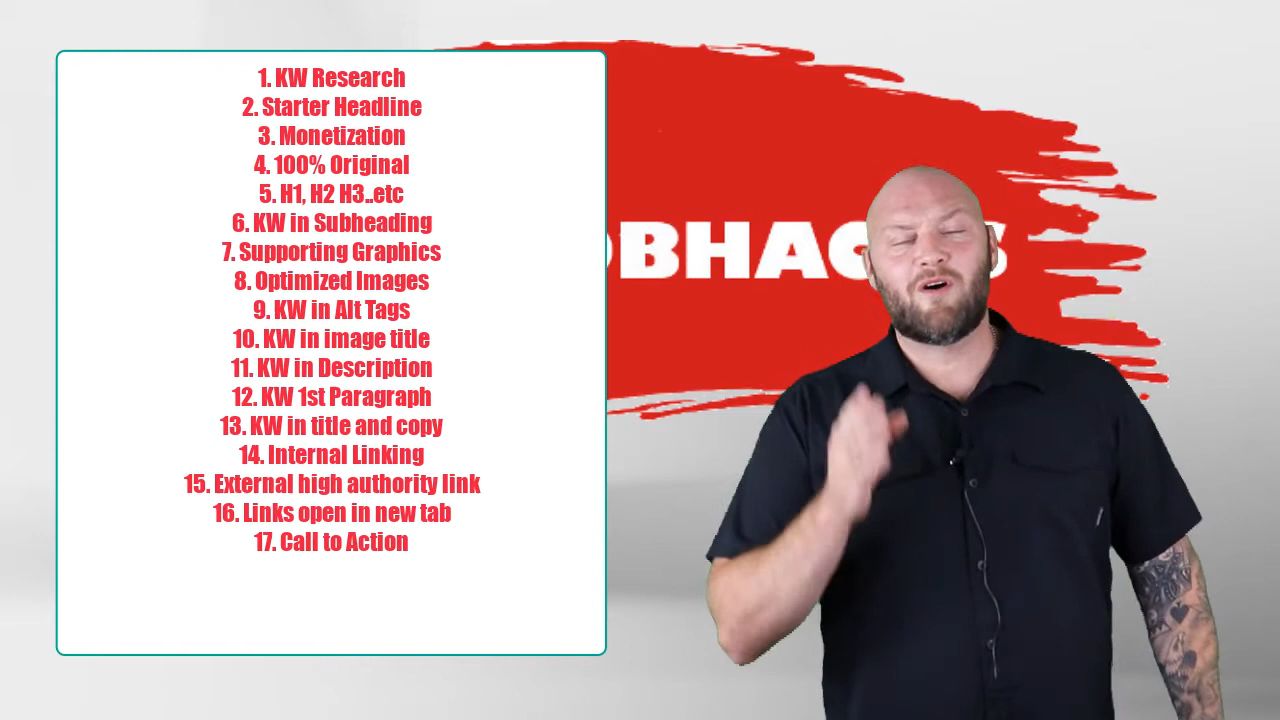 1. KW Research
2. Starter Headline
3. Monetization
4. 100% Original
5. H1, H2 H3..etc
6. KW in Subheading
7. Supporting Graphics
8. Optimized Images
9. KW in Alt Tags
10. KW in image title
11. KW in Description
12. KW 1st Paragraph
13. KW in title and copy
14. Internal Linking
15. External high authority link
16. Links open in new tab
17. Call to Action